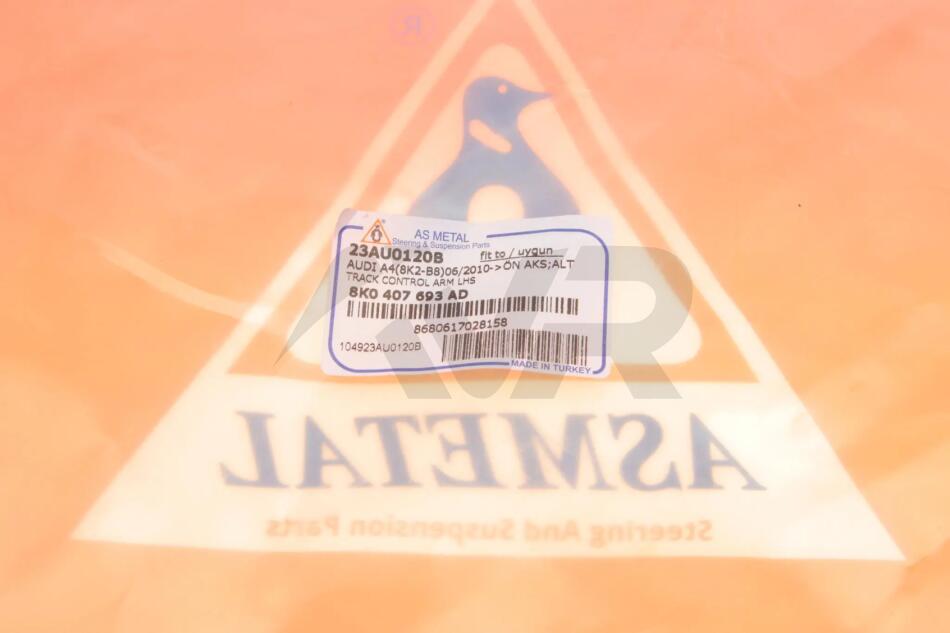 ®
AS METAL
Steering & Suspension Parts
23AU0120B fit to / uygun
AUDI A4(8K2-B8)06/2010->ÖN AKS;ALT
TRACK CONTROL ARM LHS
8K0 407 693 AD
8680617028158
104923AU0120B
MADE IN TURKEY
ASMETAL
Steering And Suspension Parts